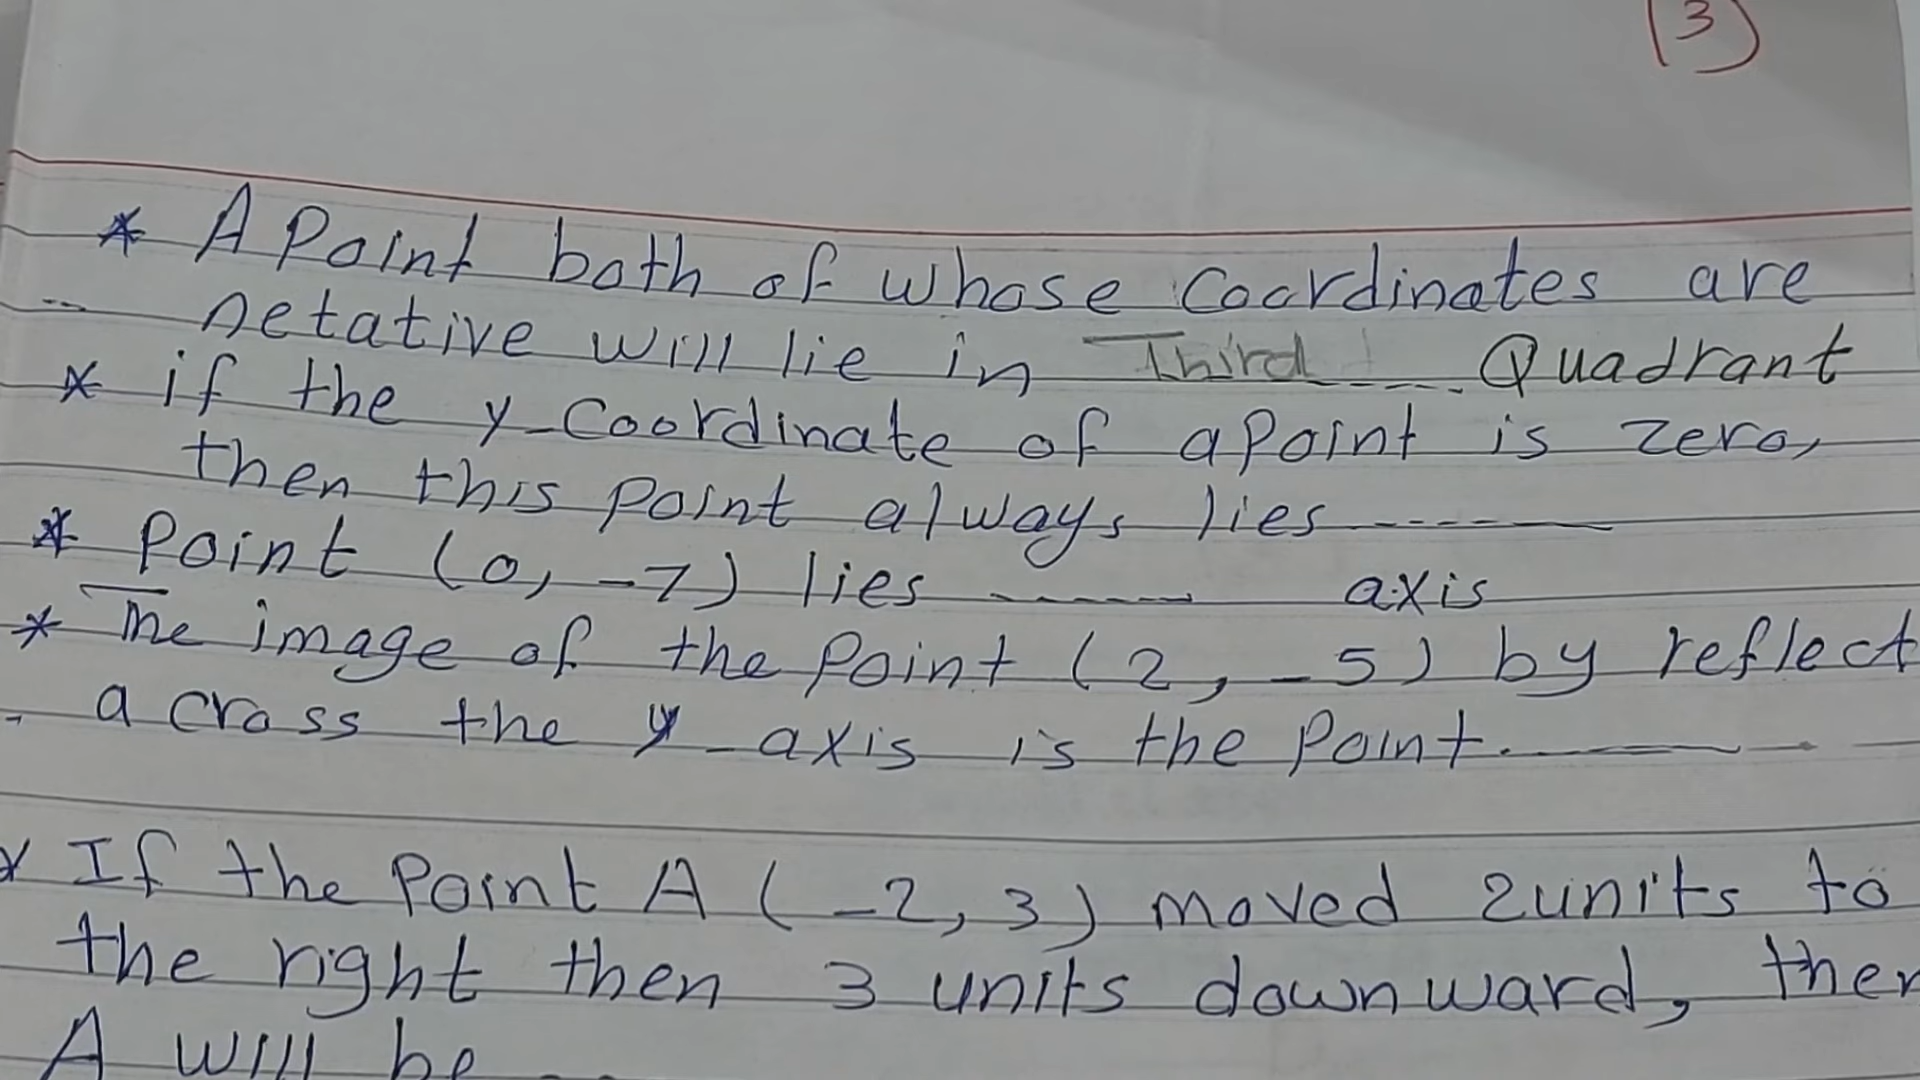 (3)
* A Point both of whose Coordinates are
netative will lie in Third ---- Quadrant
* if the y-Coordinate of a Point is zero,
then this point always lies -----
* Point (0, -7) lies ----- axis
* The image of the Point (2, -5) by reflect
across the y-axis is the Point. ----
* If the Point A (-2, 3) moved 2units to
the right then 3 units downward, then
A will be --